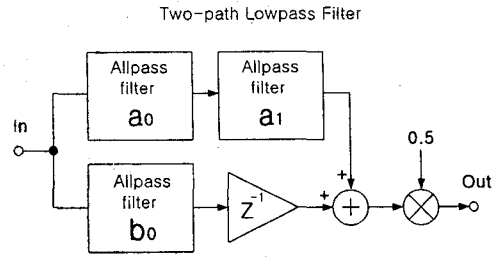 Two-path Lowpass Filter
Allpass
filter
a0
Allpass
filter
a1
In
+
0.5
Out
Allpass
filter
b0
Z-1
+
+